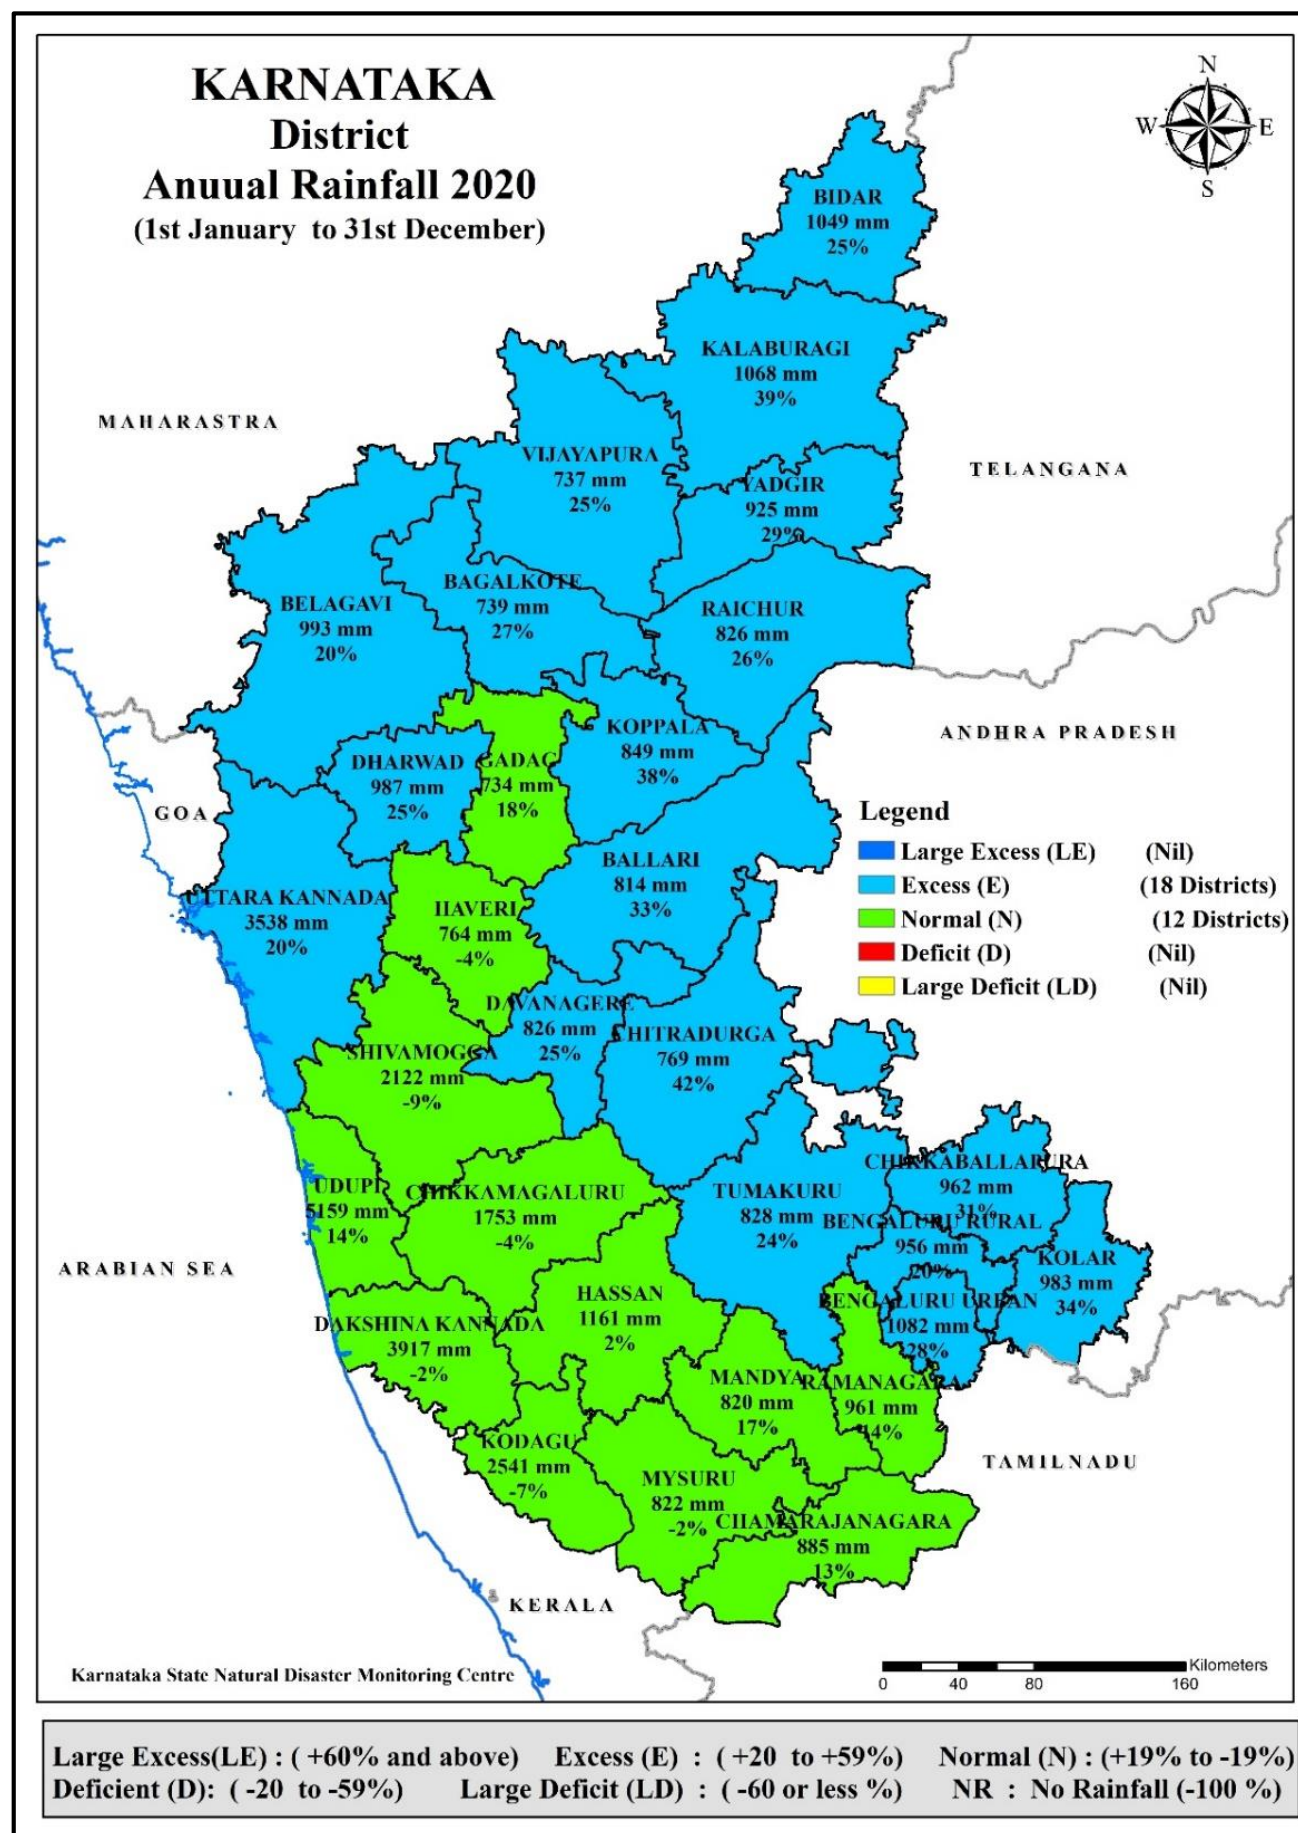 KARNATAKA
District
Anuual Rainfall 2020
(1st January to 31st December)
N
W
E
S
BIDAR
1049 mm
25%
KALABURAGI
1068 mm
39%
MAHARASTRA
VIJAYAPURA
737 mm
25%
TELANGANA
YADGIR
925 mm
29%
BAGALKOTE
739 mm
27%
BELAGAVI
993 mm
20%
RAICHUR
826 mm
26%
KOPPALA
849 mm
38%
ANDHRA PRADESH
DHARWAD
987 mm
25%
GADAG
734 mm
18%
GOA
BALLARI
814 mm
33%
UTTARA KANNADA
3538 mm
20%
HAVERI
764 mm
-4%
Legend
Large Excess (LE) (Nil)
Excess (E) (18 Districts)
Normal (N) (12 Districts)
Deficit (D) (Nil)
Large Deficit (LD) (Nil)
DAVANAGERE
826 mm
25%
CHITRADURGA
769 mm
42%
SHIVAMOGGA
2122 mm
-9%
UDUPI
5159 mm
14%
CHIKKAMAGALURU
1753 mm
-4%
TUMAKURU
828 mm
24%
CHIKKABALLAPURA
962 mm
31%
BENGALURU RURAL
956 mm
20%
KOLAR
983 mm
34%
ARABIAN SEA
HASSAN
1161 mm
2%
BENGALURU URBAN
1082 mm
28%
DAKSHINA KANNADA
3917 mm
-2%
MANDYA
820 mm
17%
RAMANAGARA
961 mm
14%
KODAGU
2541 mm
-7%
MYSURU
822 mm
-2%
TAMILNADU
CHAMARAJANAGARA
885 mm
13%
KERALA
Karnataka State Natural Disaster Monitoring Centre
Kilometers
0 40 80 160
Large Excess(LE) : ( +60% and above) Excess (E) : ( +20 to +59%) Normal (N) : (+19% to -19%)
Deficient (D): ( -20 to -59%) Large Deficit (LD) : ( -60 or less %) NR : No Rainfall (-100 %)